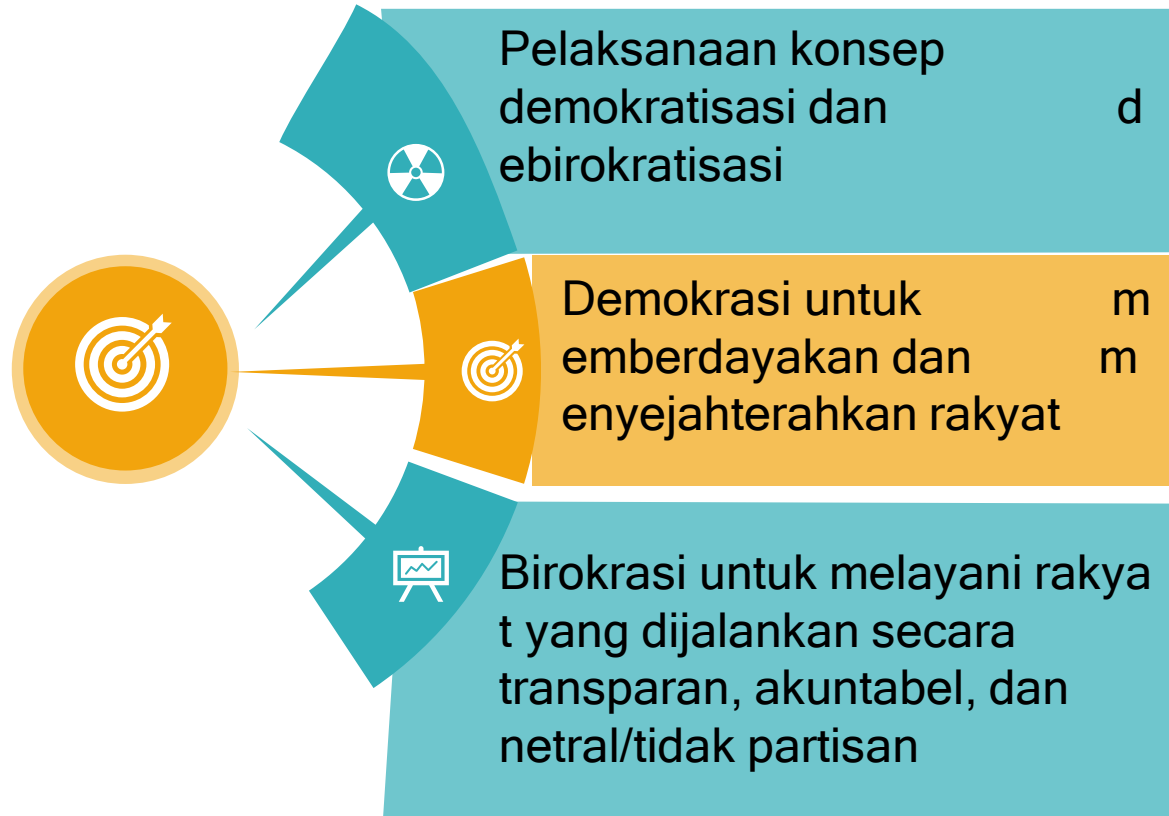 Pelaksanaan konsep
demokratisasi dan d
ebirokratisasi
Demokrasi untuk m
emberdayakan dan m
enyejahterahkan rakyat
Birokrasi untuk melayani rakya
t yang dijalankan secara
transparan, akuntabel, dan
netral/tidak partisan